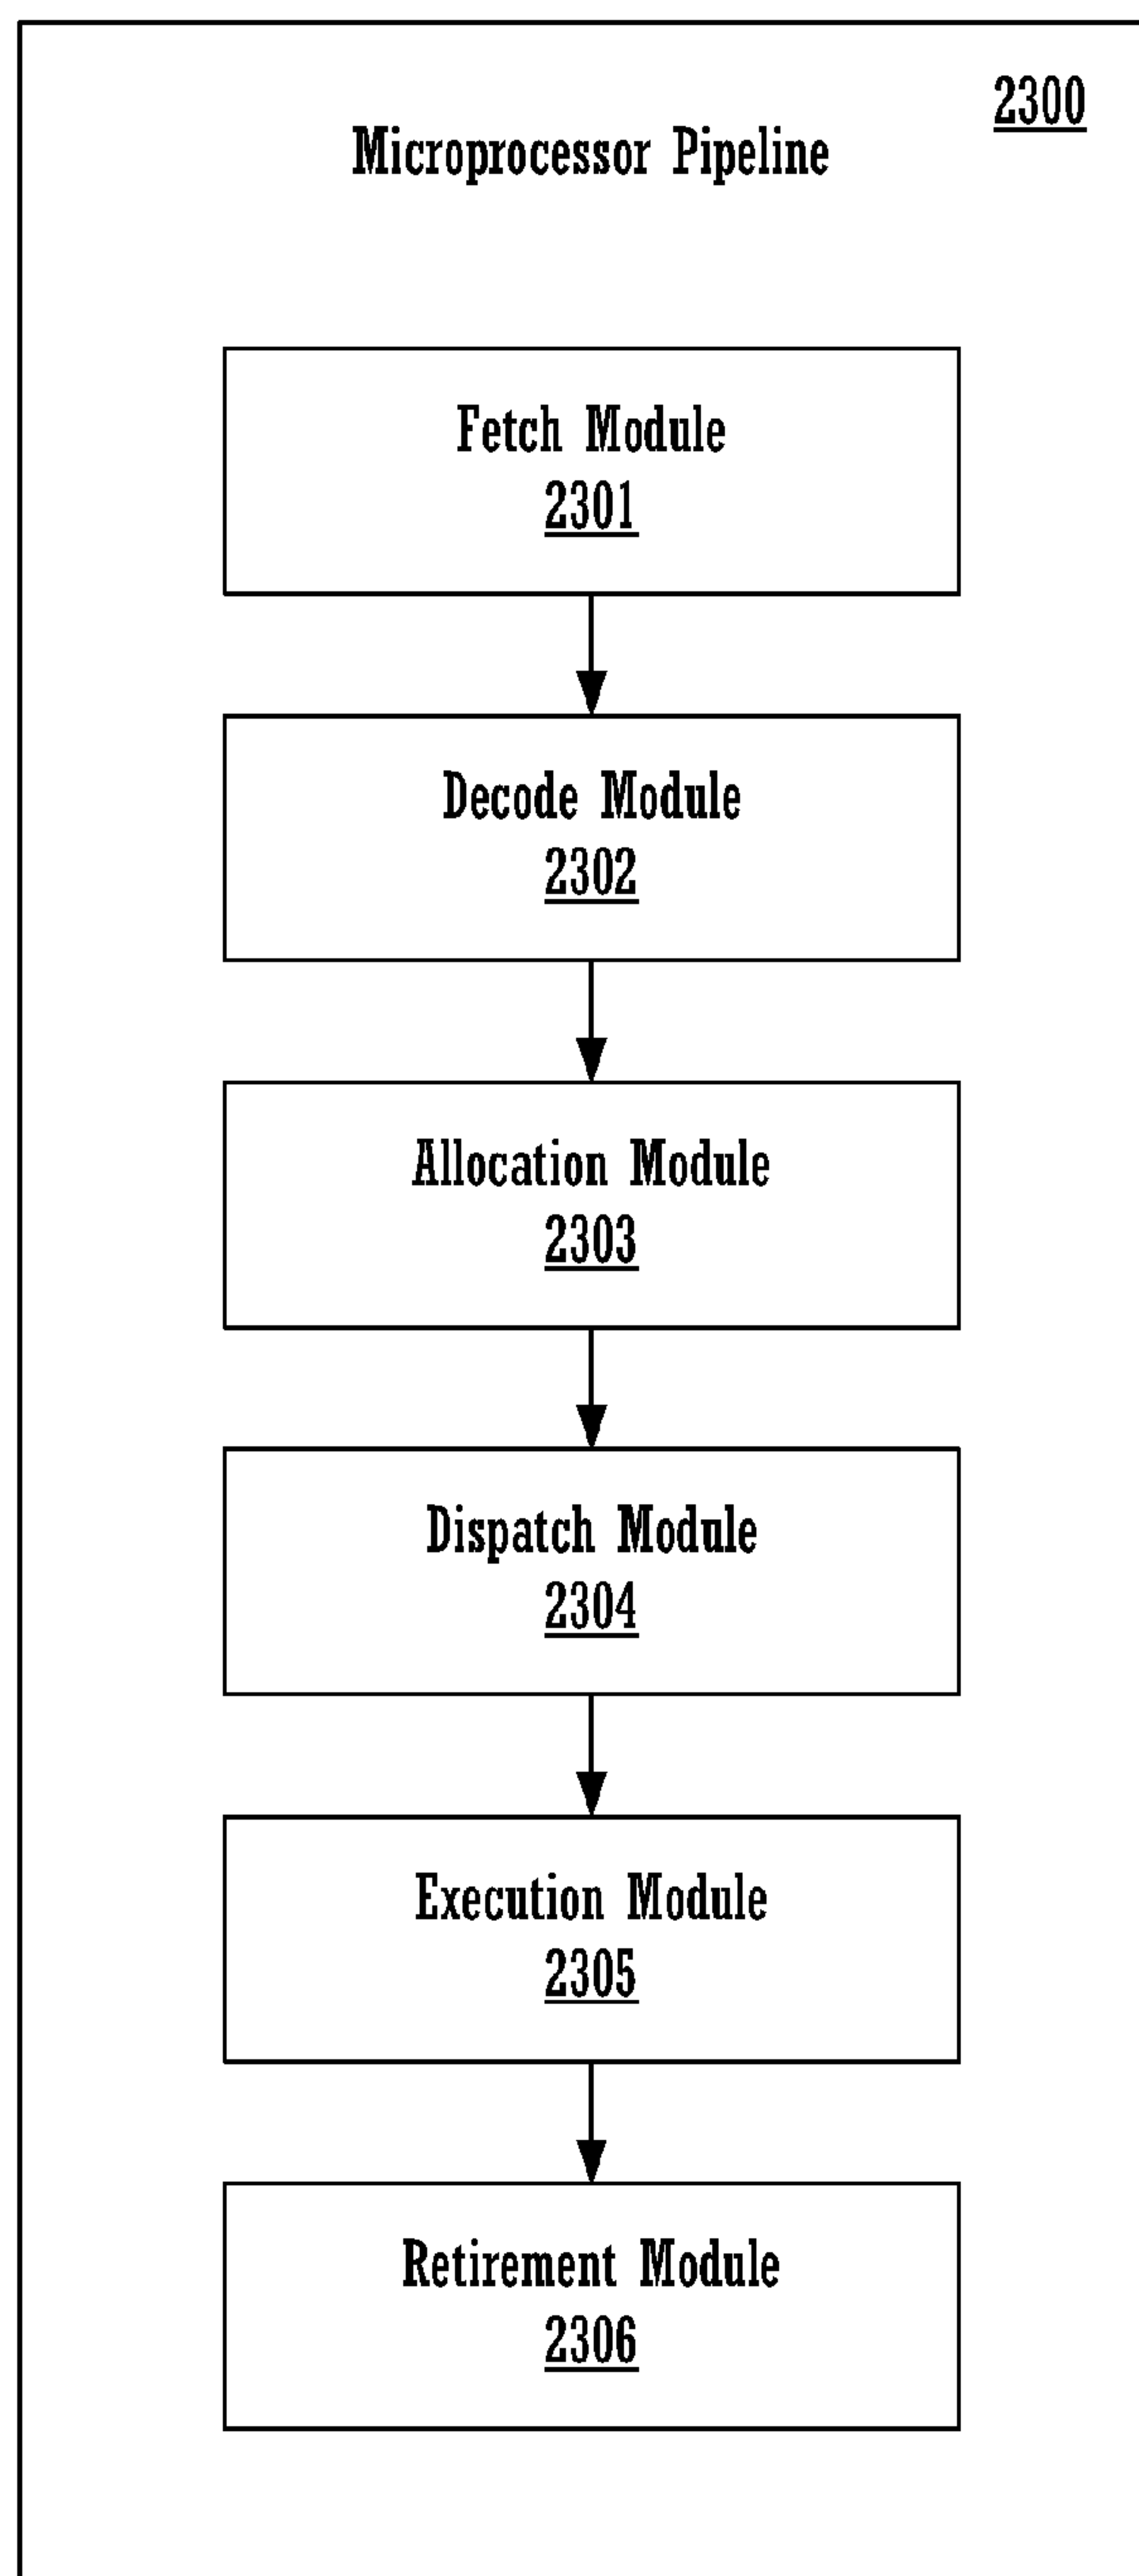 2300
Microprocessor Pipeline
Fetch Module
2301
Decode Module
2302
Allocation Module
2303
Dispatch Module
2304
Execution Module
2305
Retirement Module
2306